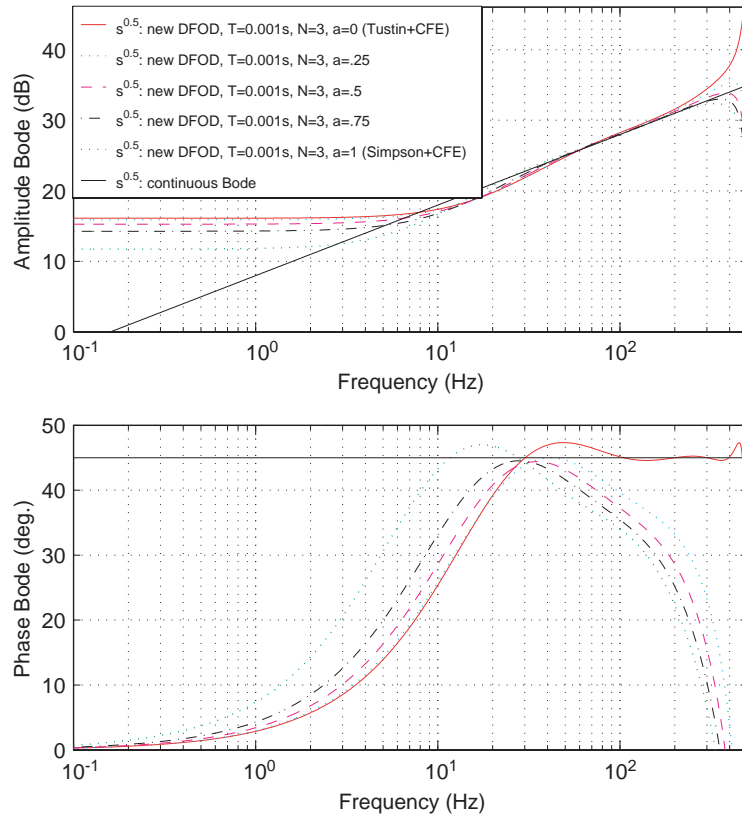 s^0.5: new DFOD, T=0.001s, N=3, a=0 (Tustin+CFE)
s^0.5: new DFOD, T=0.001s, N=3, a=.25
s^0.5: new DFOD, T=0.001s, N=3, a=.5
s^0.5: new DFOD, T=0.001s, N=3, a=.75
s^0.5: new DFOD, T=0.001s, N=3, a=1 (Simpson+CFE)
s^0.5: continuous Bode
Amplitude Bode (dB)
40
30
20
10
0
10^-1 10^0 10^1 10^2
Frequency (Hz)
Phase Bode (deg.)
50
40
30
20
10
0
10^-1 10^0 10^1 10^2
Frequency (Hz)